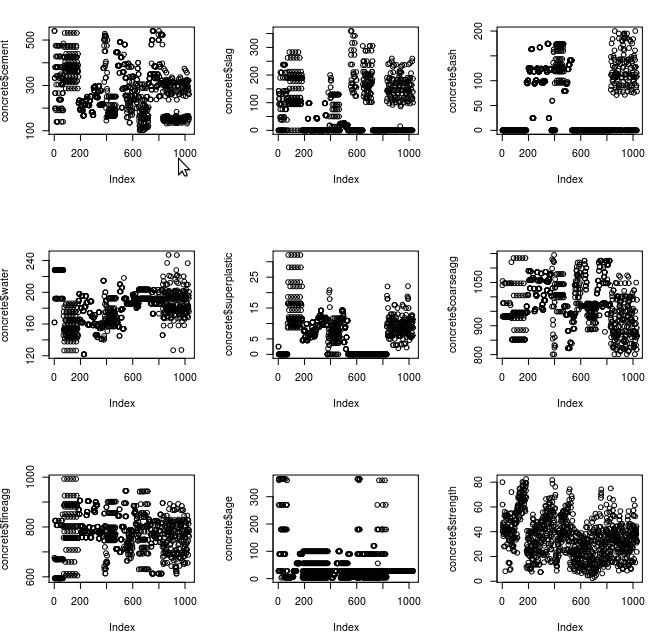 concrete$cement
100 300 500
0 200 600 1000
Index
concrete$slag
0 100 200 300
0 200 600 1000
Index
concrete$ash
0 50 100 150 200
0 200 600 1000
Index
concrete$water
120 160 200 240
0 200 600 1000
Index
concrete$superplastic
0 5 15 25
0 200 600 1000
Index
concrete$coarseagg
800 900 1050
0 200 600 1000
Index
concrete$fineagg
600 800 1000
0 200 600 1000
Index
concrete$age
0 100 200 300
0 200 600 1000
Index
concrete$strength
0 20 40 60 80
0 200 600 1000
Index